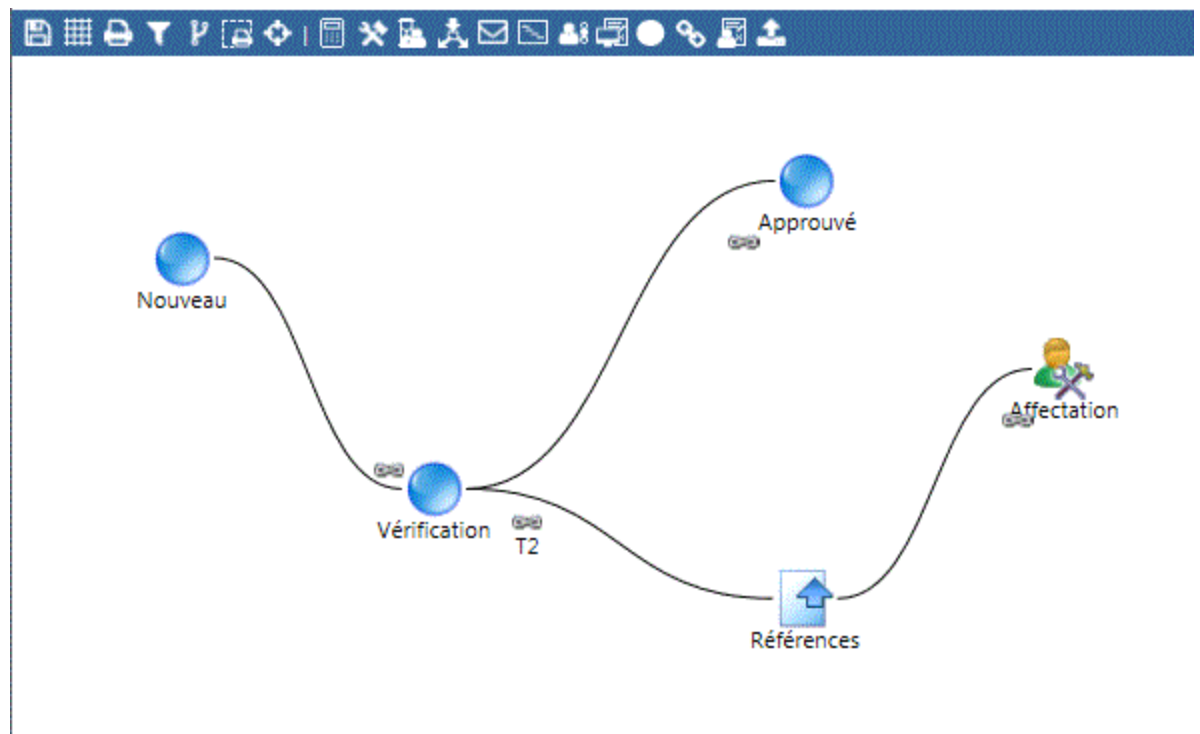 Approuvé
Nouveau
Affectation
Vérification
T2
Références